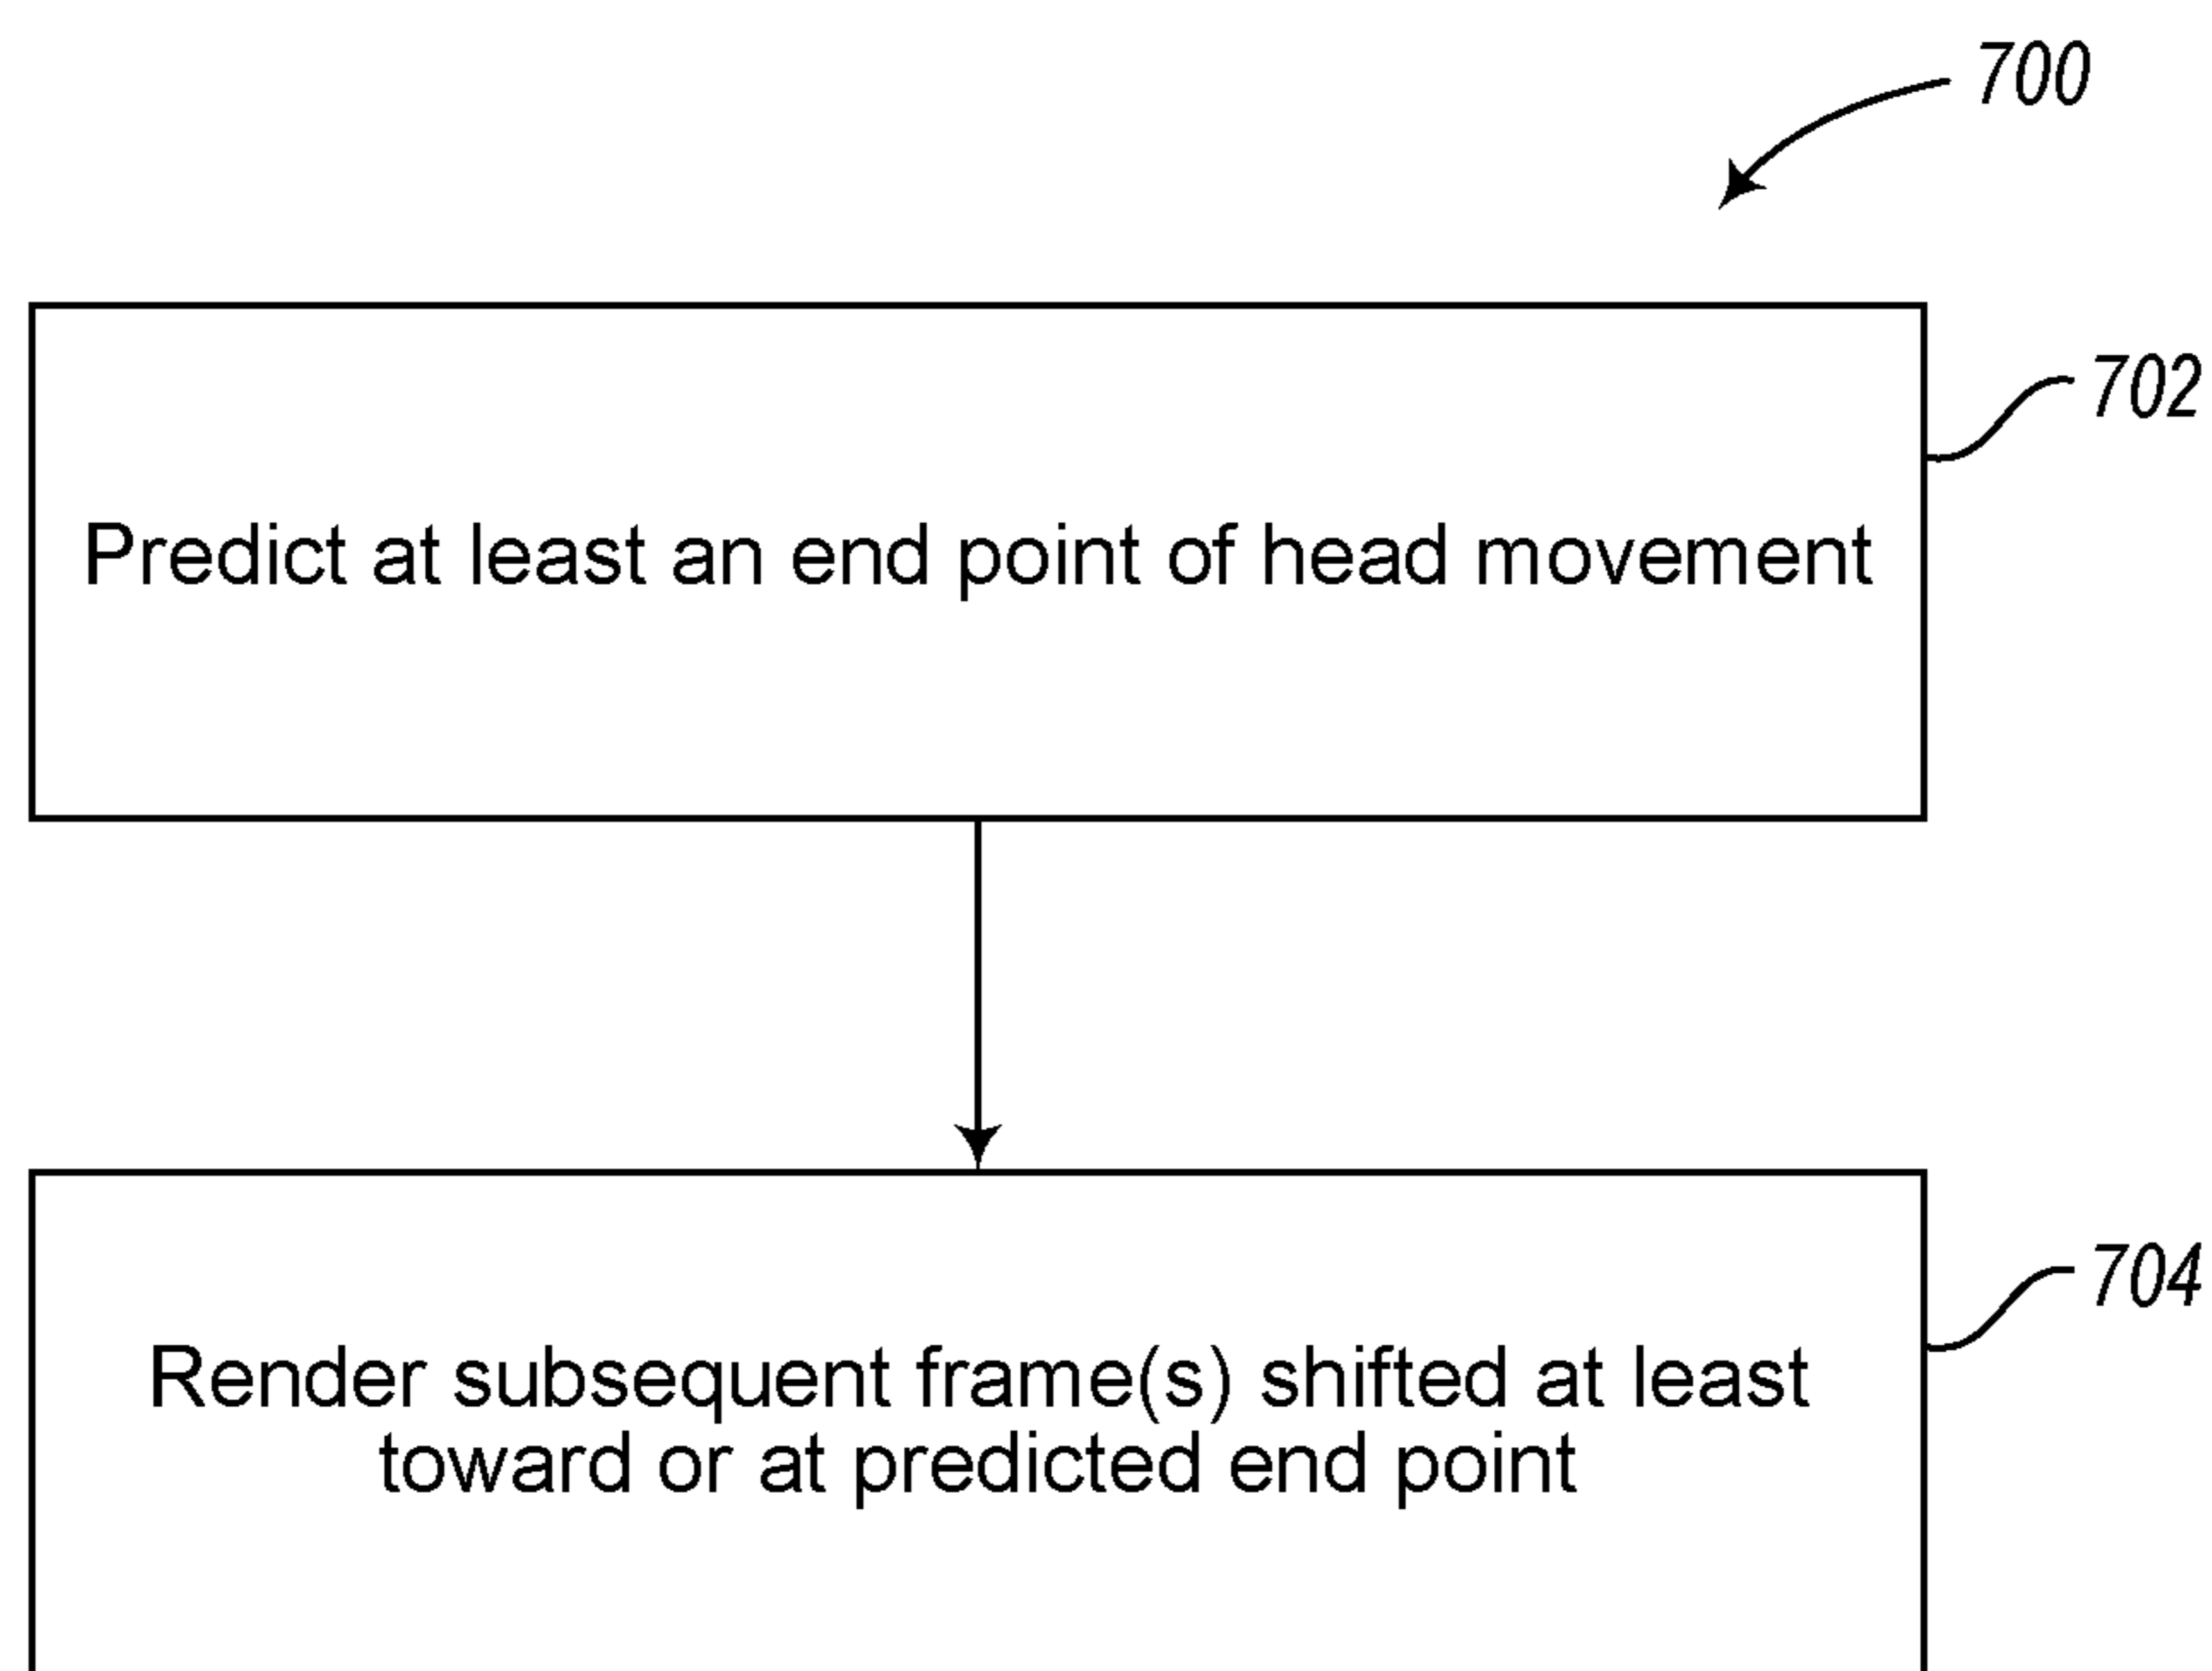 700
702
Predict at least an end point of head movement
704
Render subsequent frame(s) shifted at least
toward or at predicted end point